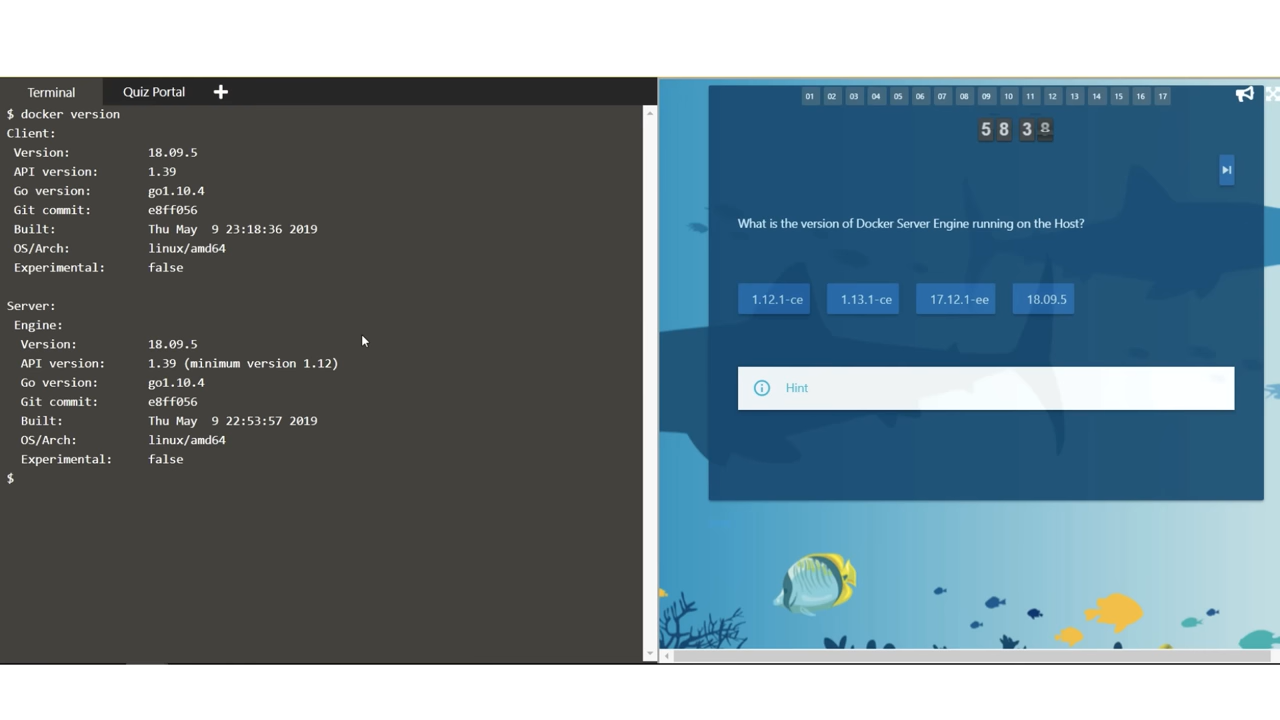 Terminal Quiz Portal
$ docker version
Client:
Version: 18.09.5
API version: 1.39
Go version: go1.10.4
Git commit: e8ff056
Built: Thu May  9 23:18:36 2019
OS/Arch: linux/amd64
Experimental: false
Server:
Engine:
Version: 18.09.5
API version: 1.39 (minimum version 1.12)
Go version: go1.10.4
Git commit: e8ff056
Built: Thu May  9 22:53:57 2019
OS/Arch: linux/amd64
Experimental: false
$
01 02 03 04 05 06 07 08 09 10 11 12 13 14 15 16 17
58 3
What is the version of Docker Server Engine running on the Host?
1.12.1-ce 1.13.1-ce 17.12.1-ee 18.09.5
Hint